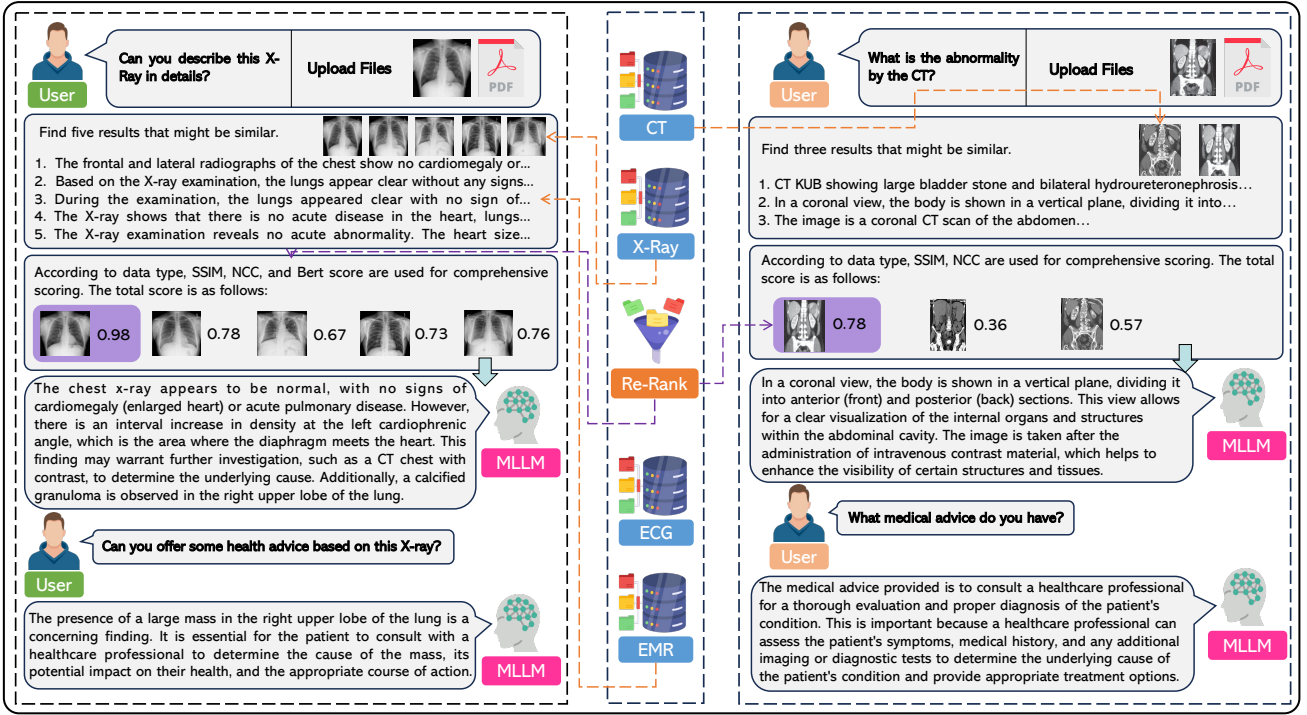 Can you describe this X-
Ray in details?
Upload Files
PDF
User
Find five results that might be similar.
1. The frontal and lateral radiographs of the chest show no cardiomegaly or...
2. Based on the X-ray examination, the lungs appear clear without any signs...
3. During the examination, the lungs appeared clear with no sign of...
4. The X-ray shows that there is no acute disease in the heart, lungs...
5. The X-ray examination reveals no acute abnormality. The heart size...
According to data type, SSIM, NCC, and Bert score are used for comprehensive
scoring. The total score is as follows:
0.98
0.78
0.67
0.73
0.76
The chest x-ray appears to be normal, with no signs of
cardiomegaly (enlarged heart) or acute pulmonary disease. However,
there is an interval increase in density at the left cardiophrenic
angle, which is the area where the diaphragm meets the heart. This
finding may warrant further investigation, such as a CT chest with
contrast, to determine the underlying cause. Additionally, a calcified
granuloma is observed in the right upper lobe of the lung.
MLLM
Can you offer some health advice based on this X-ray?
User
The presence of a large mass in the right upper lobe of the lung is a
concerning finding. It is essential for the patient to consult with a
healthcare professional to determine the cause of the mass, its
potential impact on their health, and the appropriate course of action.
MLLM
CT
X-Ray
Re-Rank
ECG
EMR
What is the abnormality
by the CT?
Upload Files
PDF
User
Find three results that might be similar.
1. CT KUB showing large bladder stone and bilateral hydroureteronephrosis...
2. In a coronal view, the body is shown in a vertical plane, dividing it into...
3. The image is a coronal CT scan of the abdomen...
According to data type, SSIM, NCC are used for comprehensive scoring. The total
score is as follows:
0.78
0.36
0.57
In a coronal view, the body is shown in a vertical plane, dividing it
into anterior (front) and posterior (back) sections. This view allows
for a clear visualization of the internal organs and structures
within the abdominal cavity. The image is taken after the
administration of intravenous contrast material, which helps to
enhance the visibility of certain structures and tissues.
MLLM
What medical advice do you have?
User
The medical advice provided is to consult a healthcare professional
for a thorough evaluation and proper diagnosis of the patient's
condition. This is important because a healthcare professional can
assess the patient's symptoms, medical history, and any additional
imaging or diagnostic tests to determine the underlying cause of
the patient's condition and provide appropriate treatment options.
MLLM